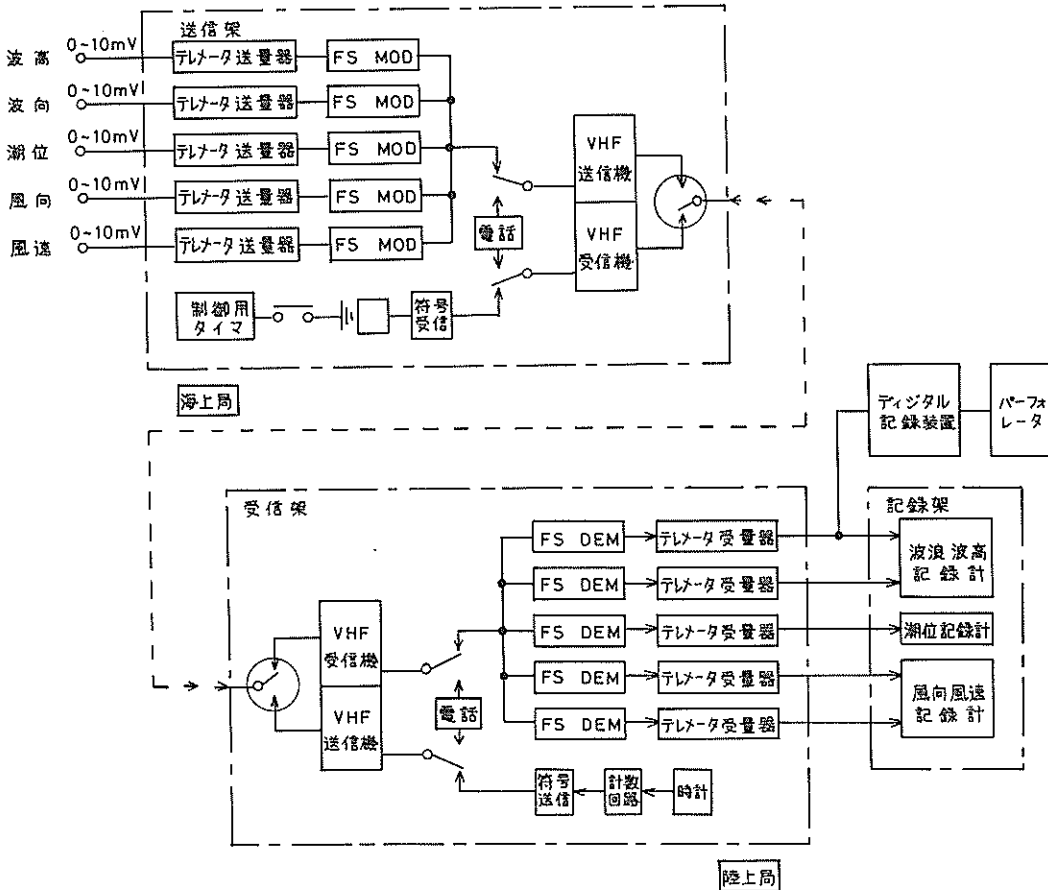 送信架
波高 0~10mV テレメータ送量器 FS MOD
波向 0~10mV テレメータ送量器 FS MOD
潮位 0~10mV テレメータ送量器 FS MOD
風向 0~10mV テレメータ送量器 FS MOD
風速 0~10mV テレメータ送量器 FS MOD
VHF
送信機
VHF
受信機
電話
制御用
タイマ
符号
受信
海上局
ディジタル
記録装置
パーフォ
レータ
受信架
記録架
FS DEM テレメータ受量器
FS DEM テレメータ受量器
FS DEM テレメータ受量器
FS DEM テレメータ受量器
FS DEM テレメータ受量器
波浪波高
記録計
潮位記録計
風向風速
記録計
VHF
受信機
VHF
送信機
電話
符号
送信
計数
回路
時計
陸上局